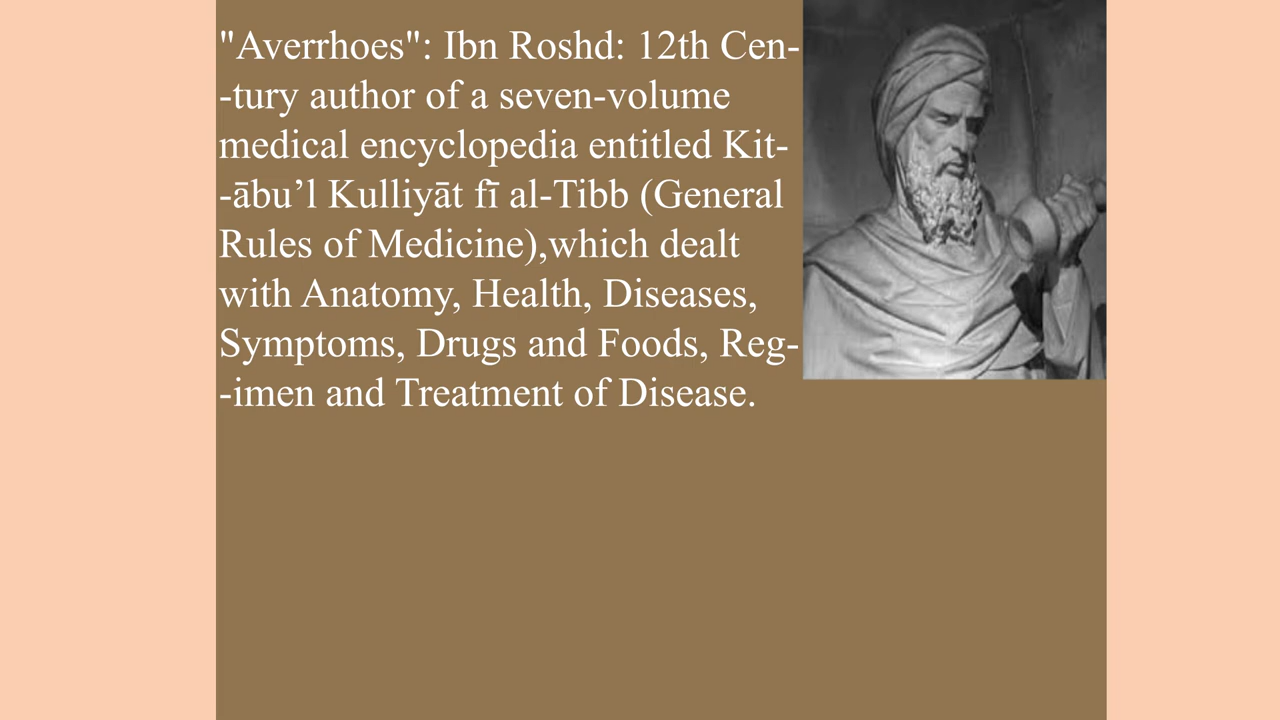 "Averrhoes": Ibn Roshd: 12th Cen-
-tury author of a seven-volume
medical encyclopedia entitled Kit-
-ābu’l Kulliyāt fī al-Tibb (General
Rules of Medicine),which dealt
with Anatomy, Health, Diseases,
Symptoms, Drugs and Foods, Reg-
-imen and Treatment of Disease.